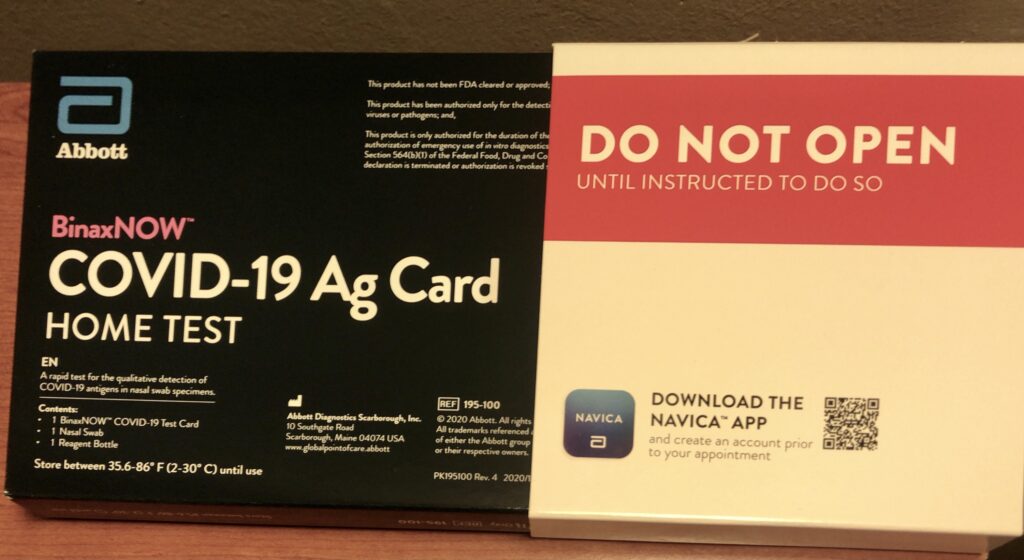 Abbott
This product has not been FDA cleared or approved;
This product has been authorized only for the detecti
viruses or pathogens; and,
This product is only authorized for the duration of the
authorization of emergency use of in vitro diagnostics
Section 564(b)(1) of the Federal Food, Drug and Co
declaration is terminated or authorization is revoked
BinaxNOW™
COVID-19 Ag Card
HOME TEST
EN
A rapid test for the qualitative detection of
COVID-19 antigens in nasal swab specimens.
Contents:
• 1 BinaxNOW™ COVID-19 Test Card
• 1 Nasal Swab
• 1 Reagent Bottle
Store between 35.6-86° F (2-30° C) until use
Abbott Diagnostics Scarborough, Inc.
10 Southgate Road
Scarborough, Maine 04074 USA
www.globalpointofcare.abbott
REF 195-100
© 2020 Abbott. All rights
All trademarks referenced
of either the Abbott group
or their respective owners.
PK195100 Rev. 4 2020/1
DO NOT OPEN
UNTIL INSTRUCTED TO DO SO
NAVICA
DOWNLOAD THE
NAVICA™ APP
and create an account prior
to your appointment